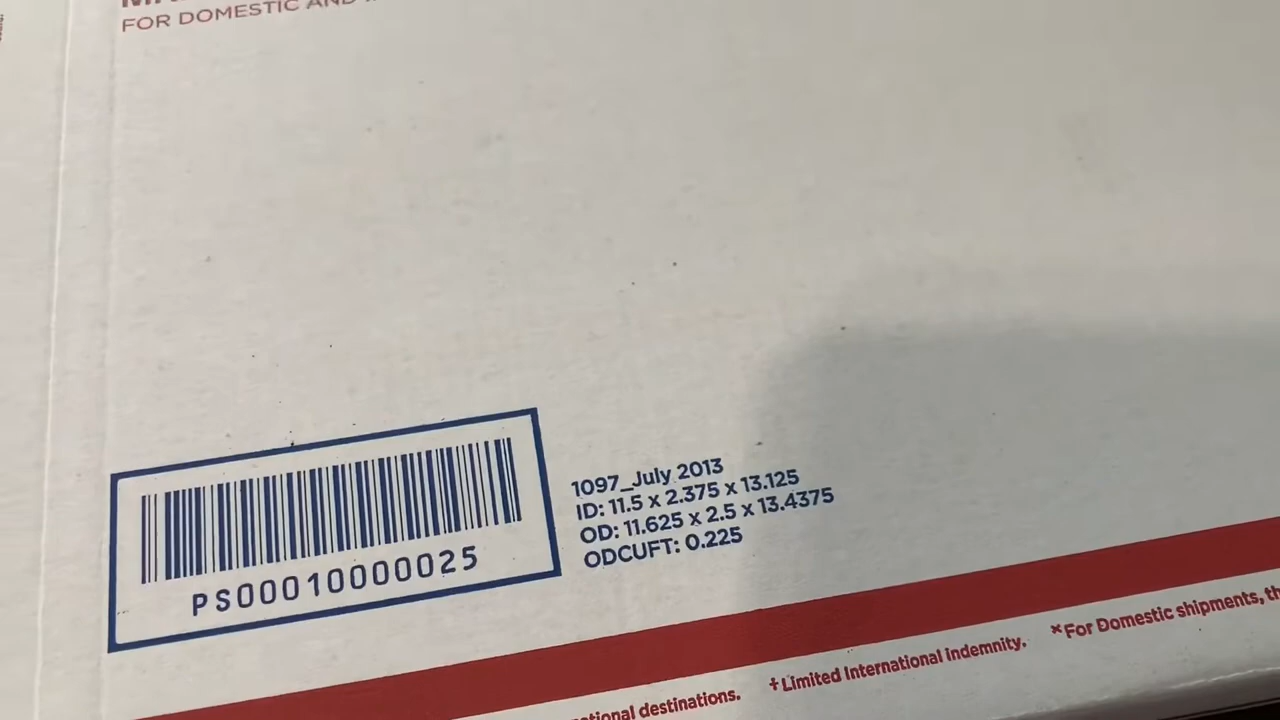 FOR DOMESTIC AND
PS00010000025
1097_July 2013
ID: 11.5 x 2.375 x 13.125
OD: 11.625 x 2.5 x 13.4375
ODCUFT: 0.225
destinations. †Limited International indemnity. *For Domestic shipments,